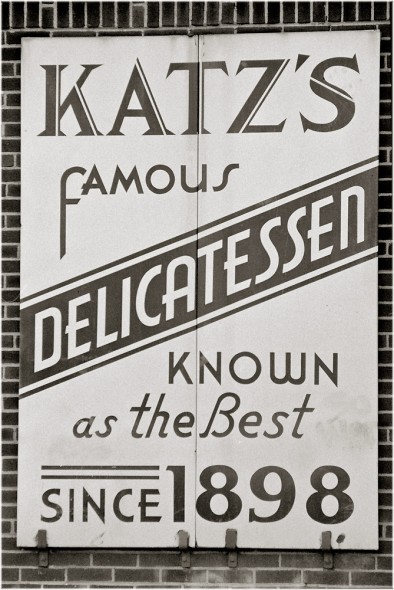 KATZ'S
FAMOUS
DELICATESSEN
KNOWN
as the Best
SINCE 1898